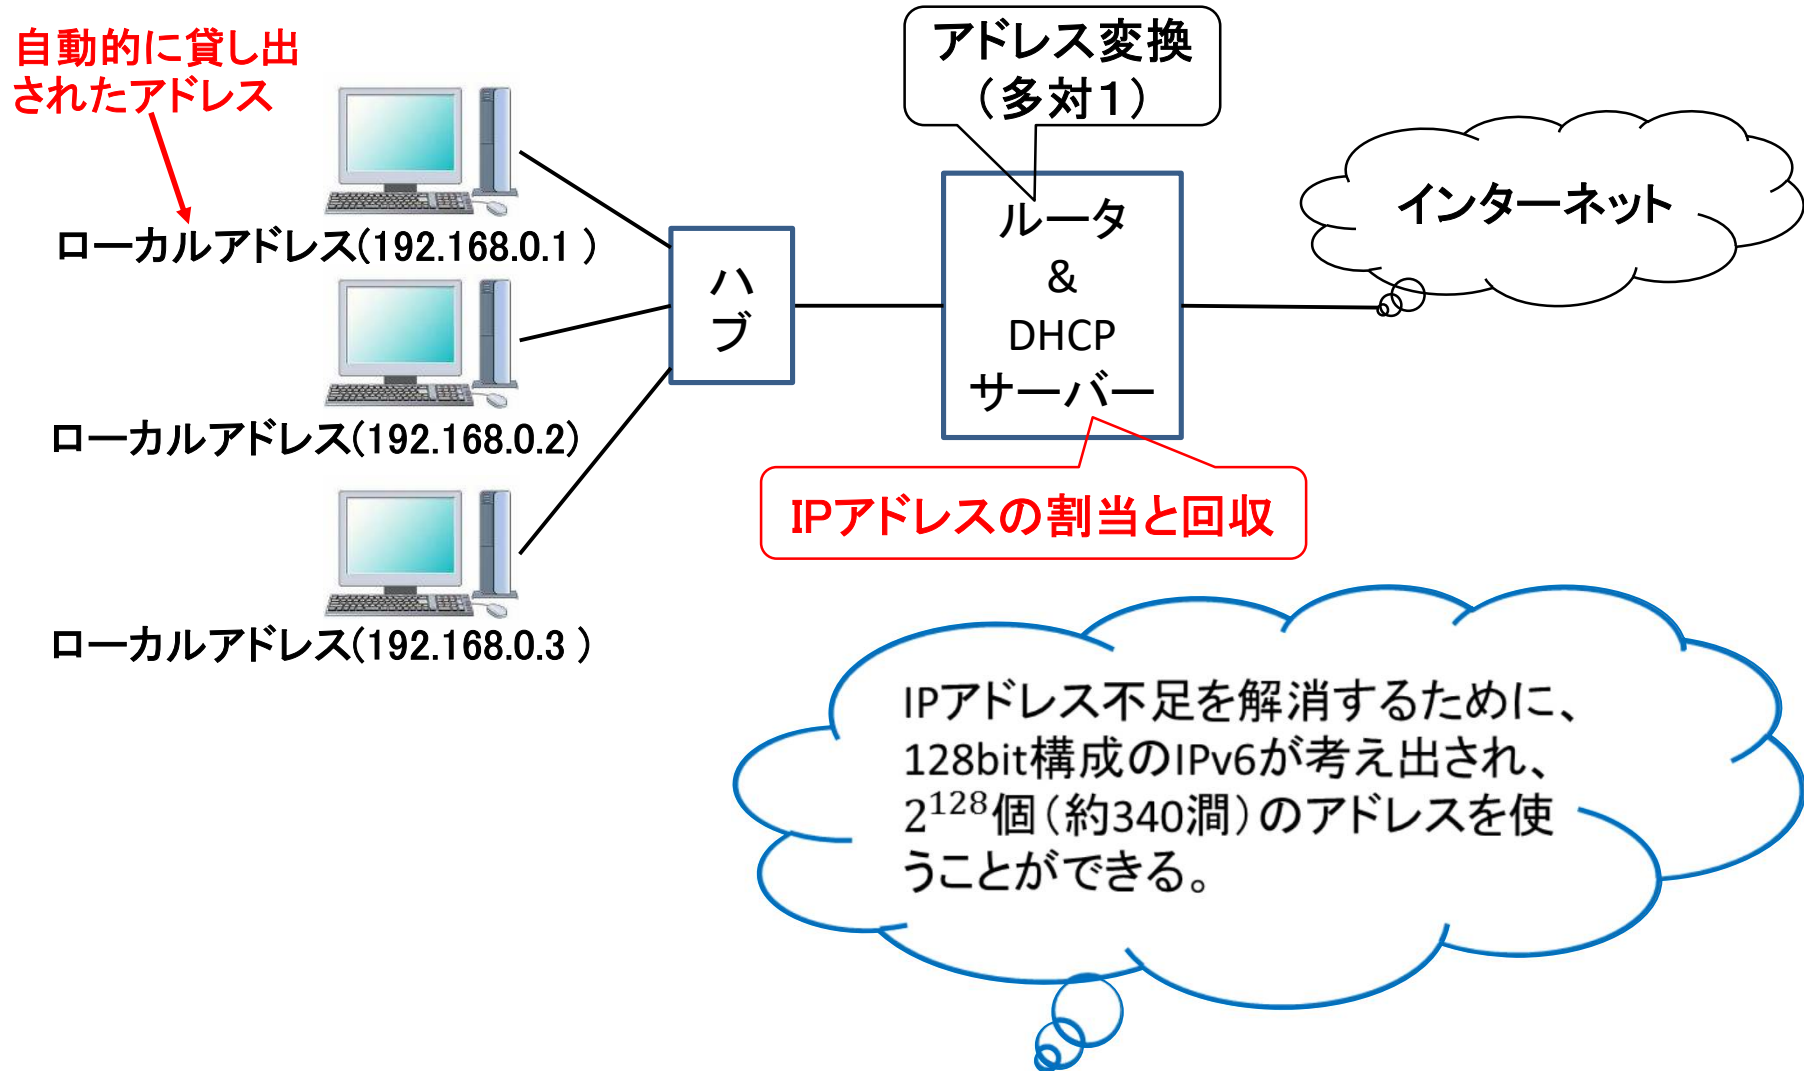 自動的に貸し出
されたアドレス
アドレス変換
(多対1)
インターネット
ローカルアドレス(192.168.0.1 )
ローカルアドレス(192.168.0.2)
ローカルアドレス(192.168.0.3 )
ハ
ブ
ルータ
&
DHCP
サーバー
IPアドレスの割当と回収
IPアドレス不足を解消するために、
128bit構成のIPv6が考え出され、
2¹²⁸個(約340澗)のアドレスを使
うことができる。